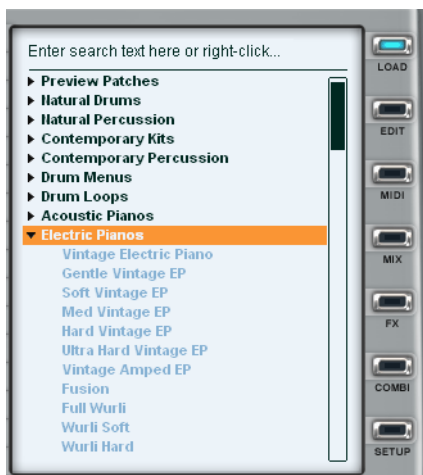 Enter search text here or right-click...
Preview Patches
Natural Drums
Natural Percussion
Contemporary Kits
Contemporary Percussion
Drum Menus
Drum Loops
Acoustic Pianos
Electric Pianos
Vintage Electric Piano
Gentle Vintage EP
Soft Vintage EP
Med Vintage EP
Hard Vintage EP
Ultra Hard Vintage EP
Vintage Amped EP
Fusion
Full Wurli
Wurli Soft
Wurli Hard
LOAD
EDIT
MIDI
MIX
FX
COMBI
SETUP